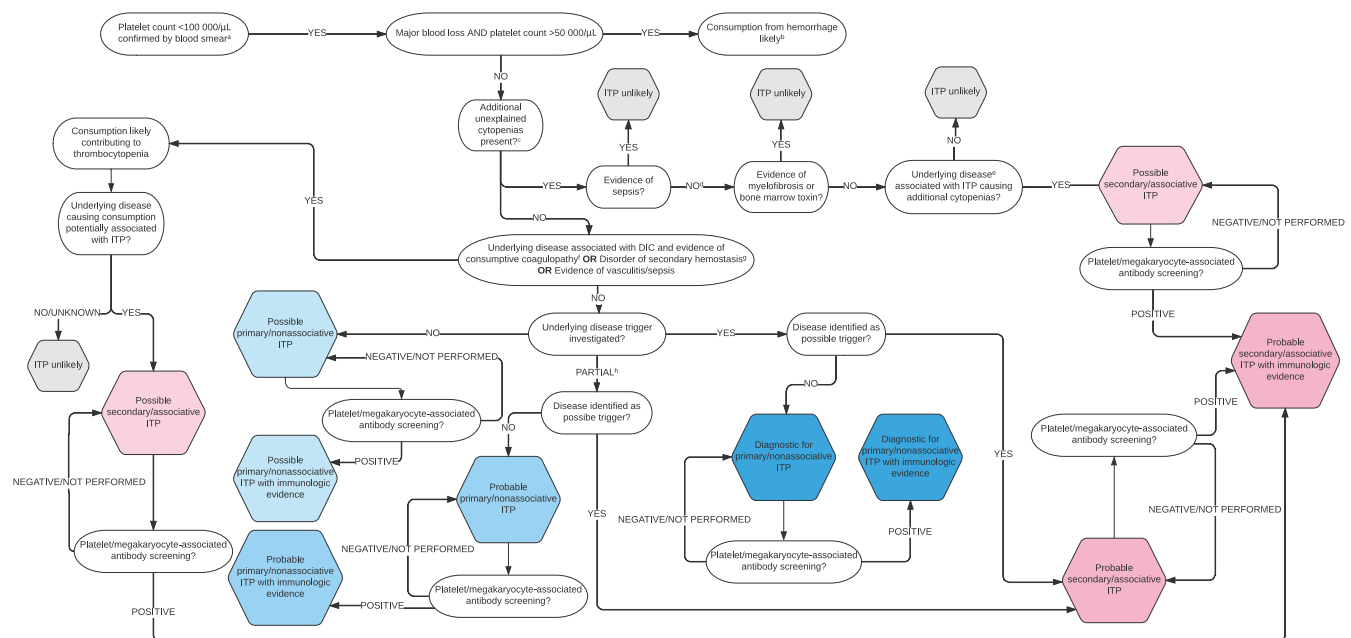 Platelet count <100 000/µL
confirmed by blood smearᵃ
YES
Major blood loss AND platelet count >50 000/µL
YES
Consumption from hemorrhage
likelyᵇ
NO
Additional
unexplained
cytopenias
present?ᶜ
YES
Evidence of
sepsis?
YES
ITP unlikely
NOᵈ
Evidence of
myelofibrosis or
bone marrow toxin?
YES
ITP unlikely
NO
Underlying diseaseᵉ
associated with ITP causing
additional cytopenias?
NO
ITP unlikely
YES
Possible
secondary/associative
ITP
NEGATIVE/NOT PERFORMED
Platelet/megakaryocyte-associated
antibody screening?
POSITIVE
Probable
secondary/associative
ITP with immunologic
evidence
NO
Underlying disease associated with DIC and evidence of
consumptive coagulopathyᶠ OR Disorder of secondary hemostasisᵍ
OR Evidence of vasculitis/sepsis
YES
Consumption likely
contributing to
thrombocytopenia
Underlying disease
causing consumption
potentially associated
with ITP?
NO/UNKNOWN
YES
ITP unlikely
Possible
secondary/associative
ITP
NEGATIVE/NOT PERFORMED
Platelet/megakaryocyte-associated
antibody screening?
POSITIVE
NO
Underlying disease trigger
investigated?
NO
Possible
primary/nonassociative
ITP
NEGATIVE/NOT PERFORMED
Platelet/megakaryocyte-associated
antibody screening?
POSITIVE
Possible
primary/nonassociative
ITP with immunologic
evidence
PARTIALʰ
Disease identified as
possibe trigger?
NO
Probable
primary/nonassociative
ITP
NEGATIVE/NOT PERFORMED
Platelet/megakaryocyte-associated
antibody screening?
POSITIVE
Probable
primary/nonassociative
ITP with immunologic
evidence
YES
YES
Disease identified as
possible trigger?
NO
Diagnostic for
primary/nonassociative
ITP
NEGATIVE/NOT PERFORMED
Platelet/megakaryocyte-associated
antibody screening?
POSITIVE
Diagnostic for
primary/nonassociative
ITP with immunologic
evidence
YES
Probable
secondary/associative
ITP
NEGATIVE/NOT PERFORMED
Platelet/megakaryocyte-associated
antibody screening?
POSITIVE